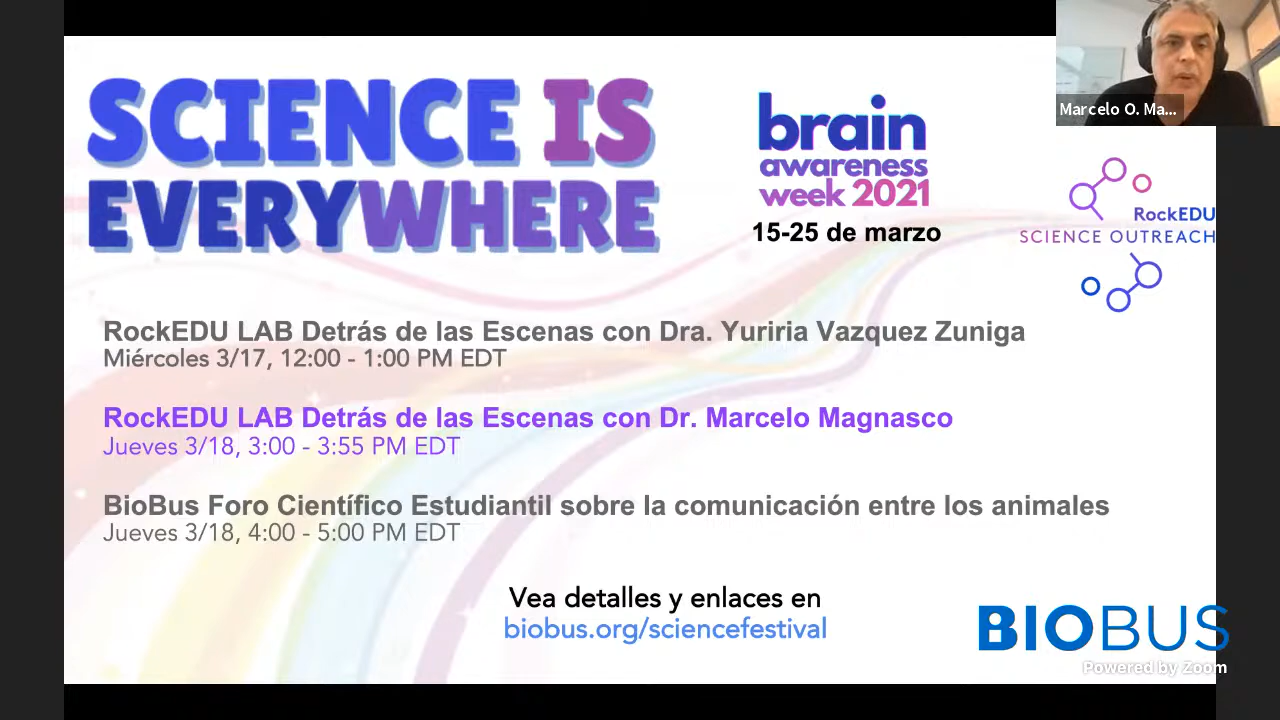 SCIENCE IS
EVERYWHERE
brain
awareness
week 2021
15-25 de marzo
Marcelo O. Ma...
RockEDU
SCIENCE OUTREACH
RockEDU LAB Detrás de las Escenas con Dra. Yuriria Vazquez Zuniga
Miércoles 3/17, 12:00 - 1:00 PM EDT
RockEDU LAB Detrás de las Escenas con Dr. Marcelo Magnasco
Jueves 3/18, 3:00 - 3:55 PM EDT
BioBus Foro Científico Estudiantil sobre la comunicación entre los animales
Jueves 3/18, 4:00 - 5:00 PM EDT
Vea detalles y enlaces en
biobus.org/sciencefestival
BIOBUS
Powered by Zoom